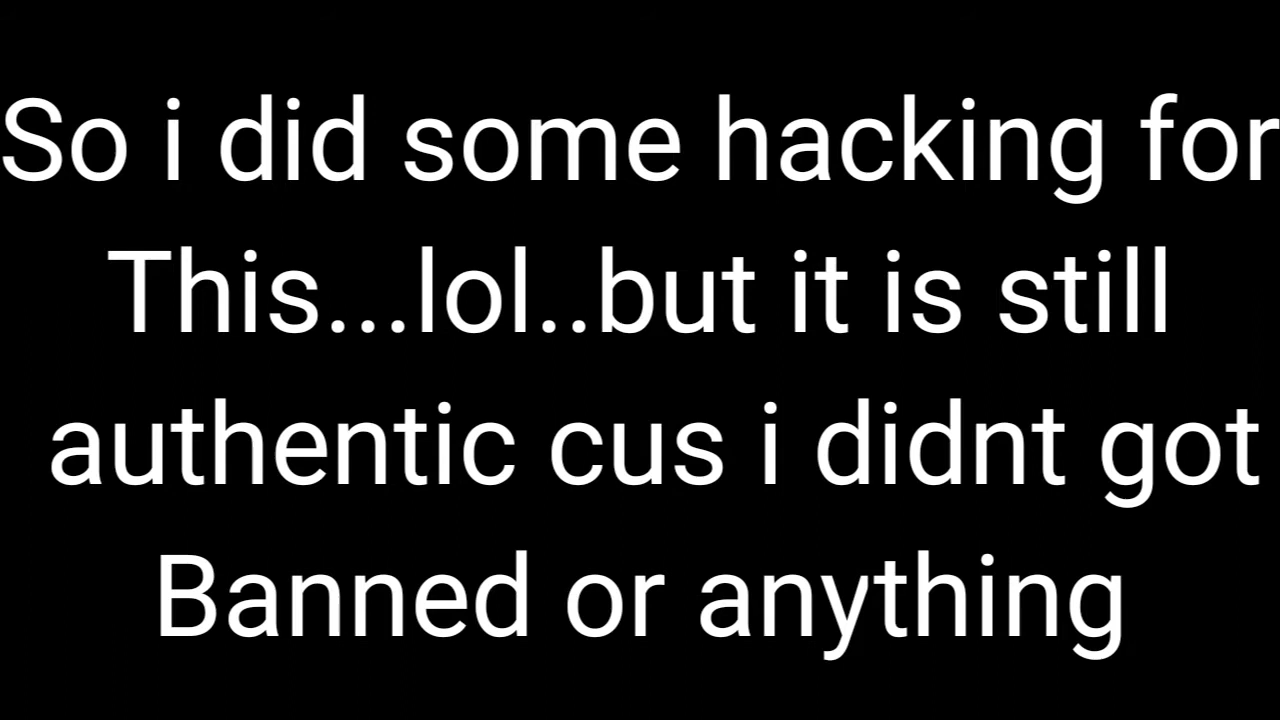 So i did some hacking for
This...lol..but it is still
authentic cus i didnt got
Banned or anything